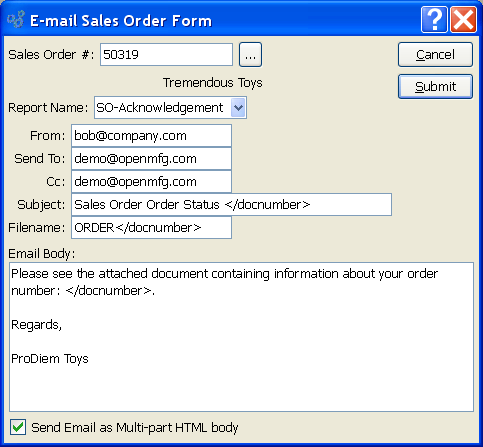 E-mail Sales Order Form
Sales Order #: 50319 ...
Cancel
Tremendous Toys
Submit
Report Name: SO-Acknowledgement
From: bob@company.com
Send To: demo@openmfg.com
Cc: demo@openmfg.com
Subject: Sales Order Order Status </docnumber>
Filename: ORDER</docnumber>
Email Body:
Please see the attached document containing information about your order
number: </docnumber>.
Regards,
ProDiem Toys
Send Email as Multi-part HTML body